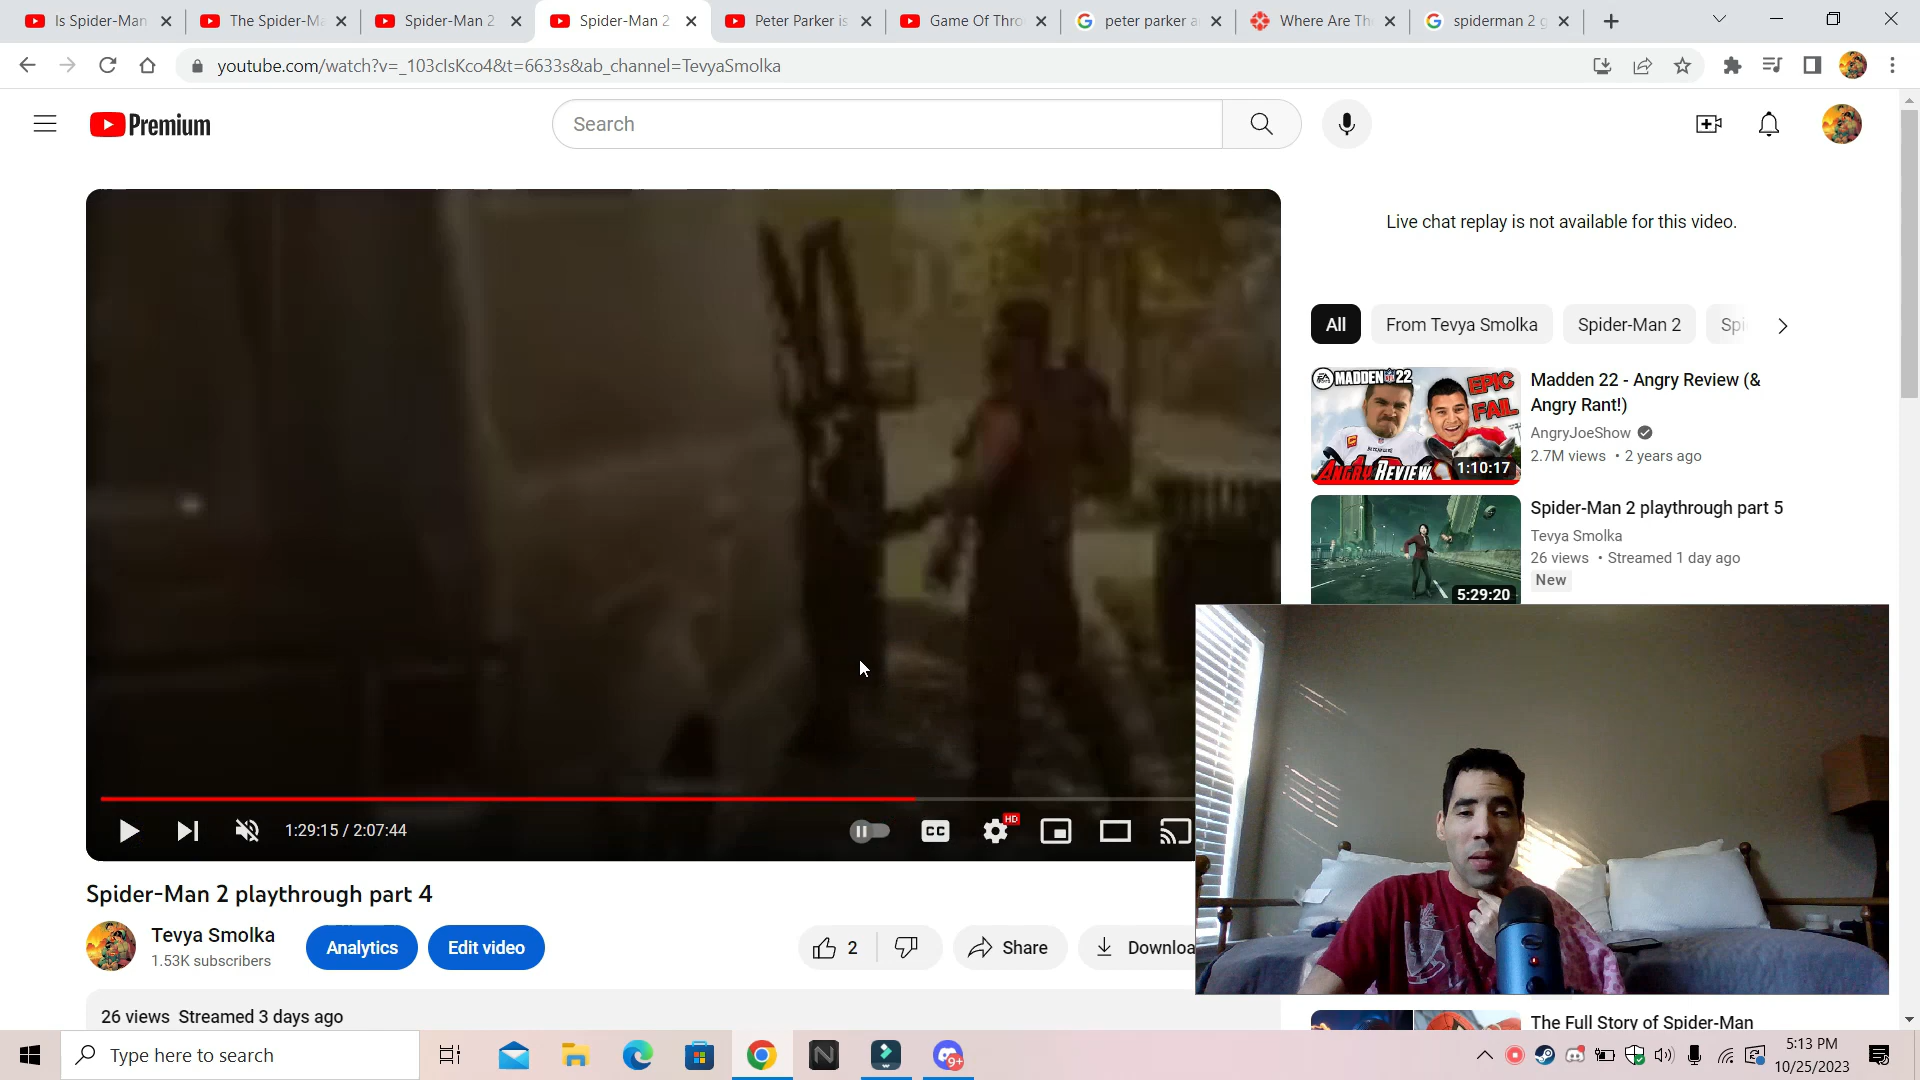 Is Spider-Man
The Spider-Ma
Spider-Man 2
Spider-Man 2
Peter Parker is
Game Of Thro
peter parker a
Where Are The
spiderman 2 g
youtube.com/watch?v=_103clsKco4&t=6633s&ab_channel=TevyaSmolka
Premium
Search
Live chat replay is not available for this video.
All
From Tevya Smolka
Spider-Man 2
Spi
MADDEN 22
EPIC
FAIL
ANGRY REVIEW
1:10:17
Madden 22 - Angry Review (&
Angry Rant!)
AngryJoeShow
2.7M views • 2 years ago
5:29:20
Spider-Man 2 playthrough part 5
Tevya Smolka
26 views • Streamed 1 day ago
New
1:29:15 / 2:07:44
CC
HD
Spider-Man 2 playthrough part 4
Tevya Smolka
1.53K subscribers
Analytics
Edit video
2
Share
Downloa
26 views Streamed 3 days ago
The Full Story of Spider-Man
Type here to search
N
9+
5:13 PM
10/25/2023